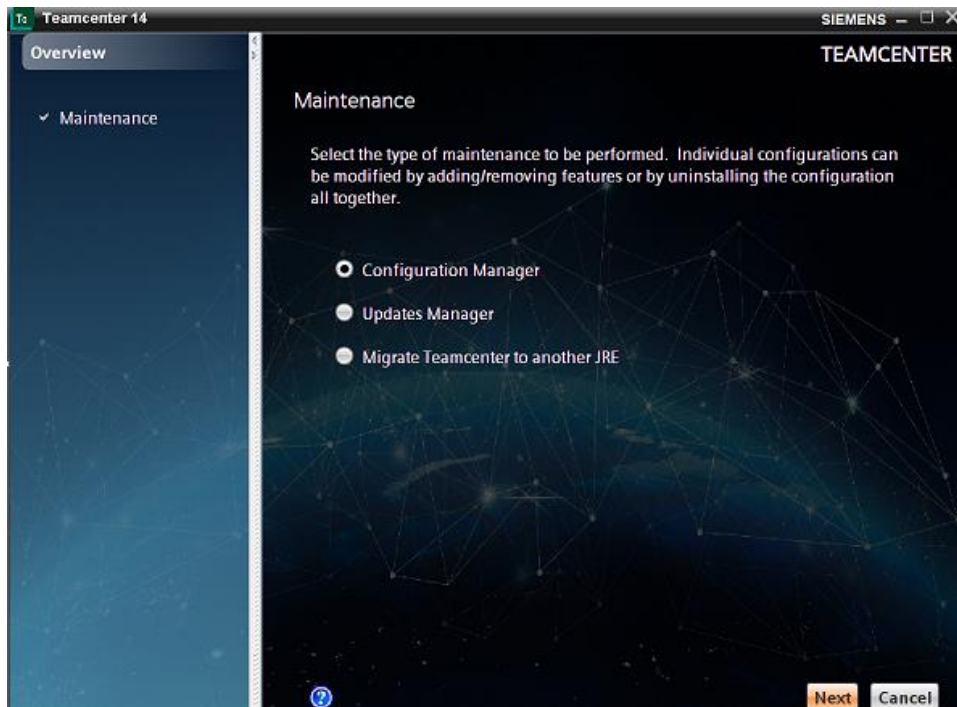 Teamcenter 14
SIEMENS
Overview
TEAMCENTER
Maintenance
Maintenance
Select the type of maintenance to be performed. Individual configurations can
be modified by adding/removing features or by uninstalling the configuration
all together.
Configuration Manager
Updates Manager
Migrate Teamcenter to another JRE
?
Next
Cancel